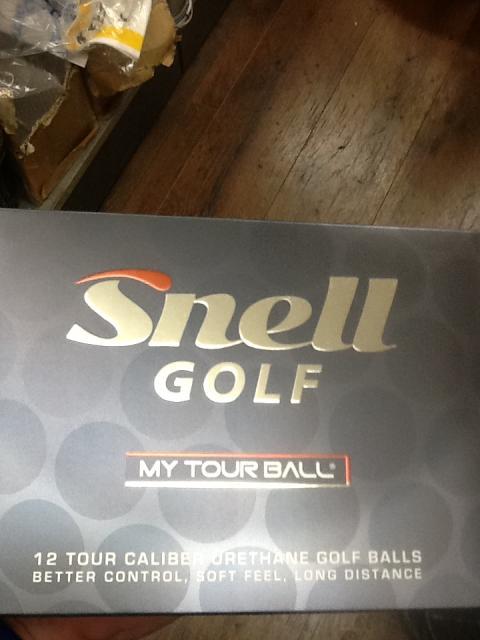 Snell
GOLF
MY TOUR BALL®
12 TOUR CALIBER URETHANE GOLF BALLS
BETTER CONTROL, SOFT FEEL, LONG DISTANCE